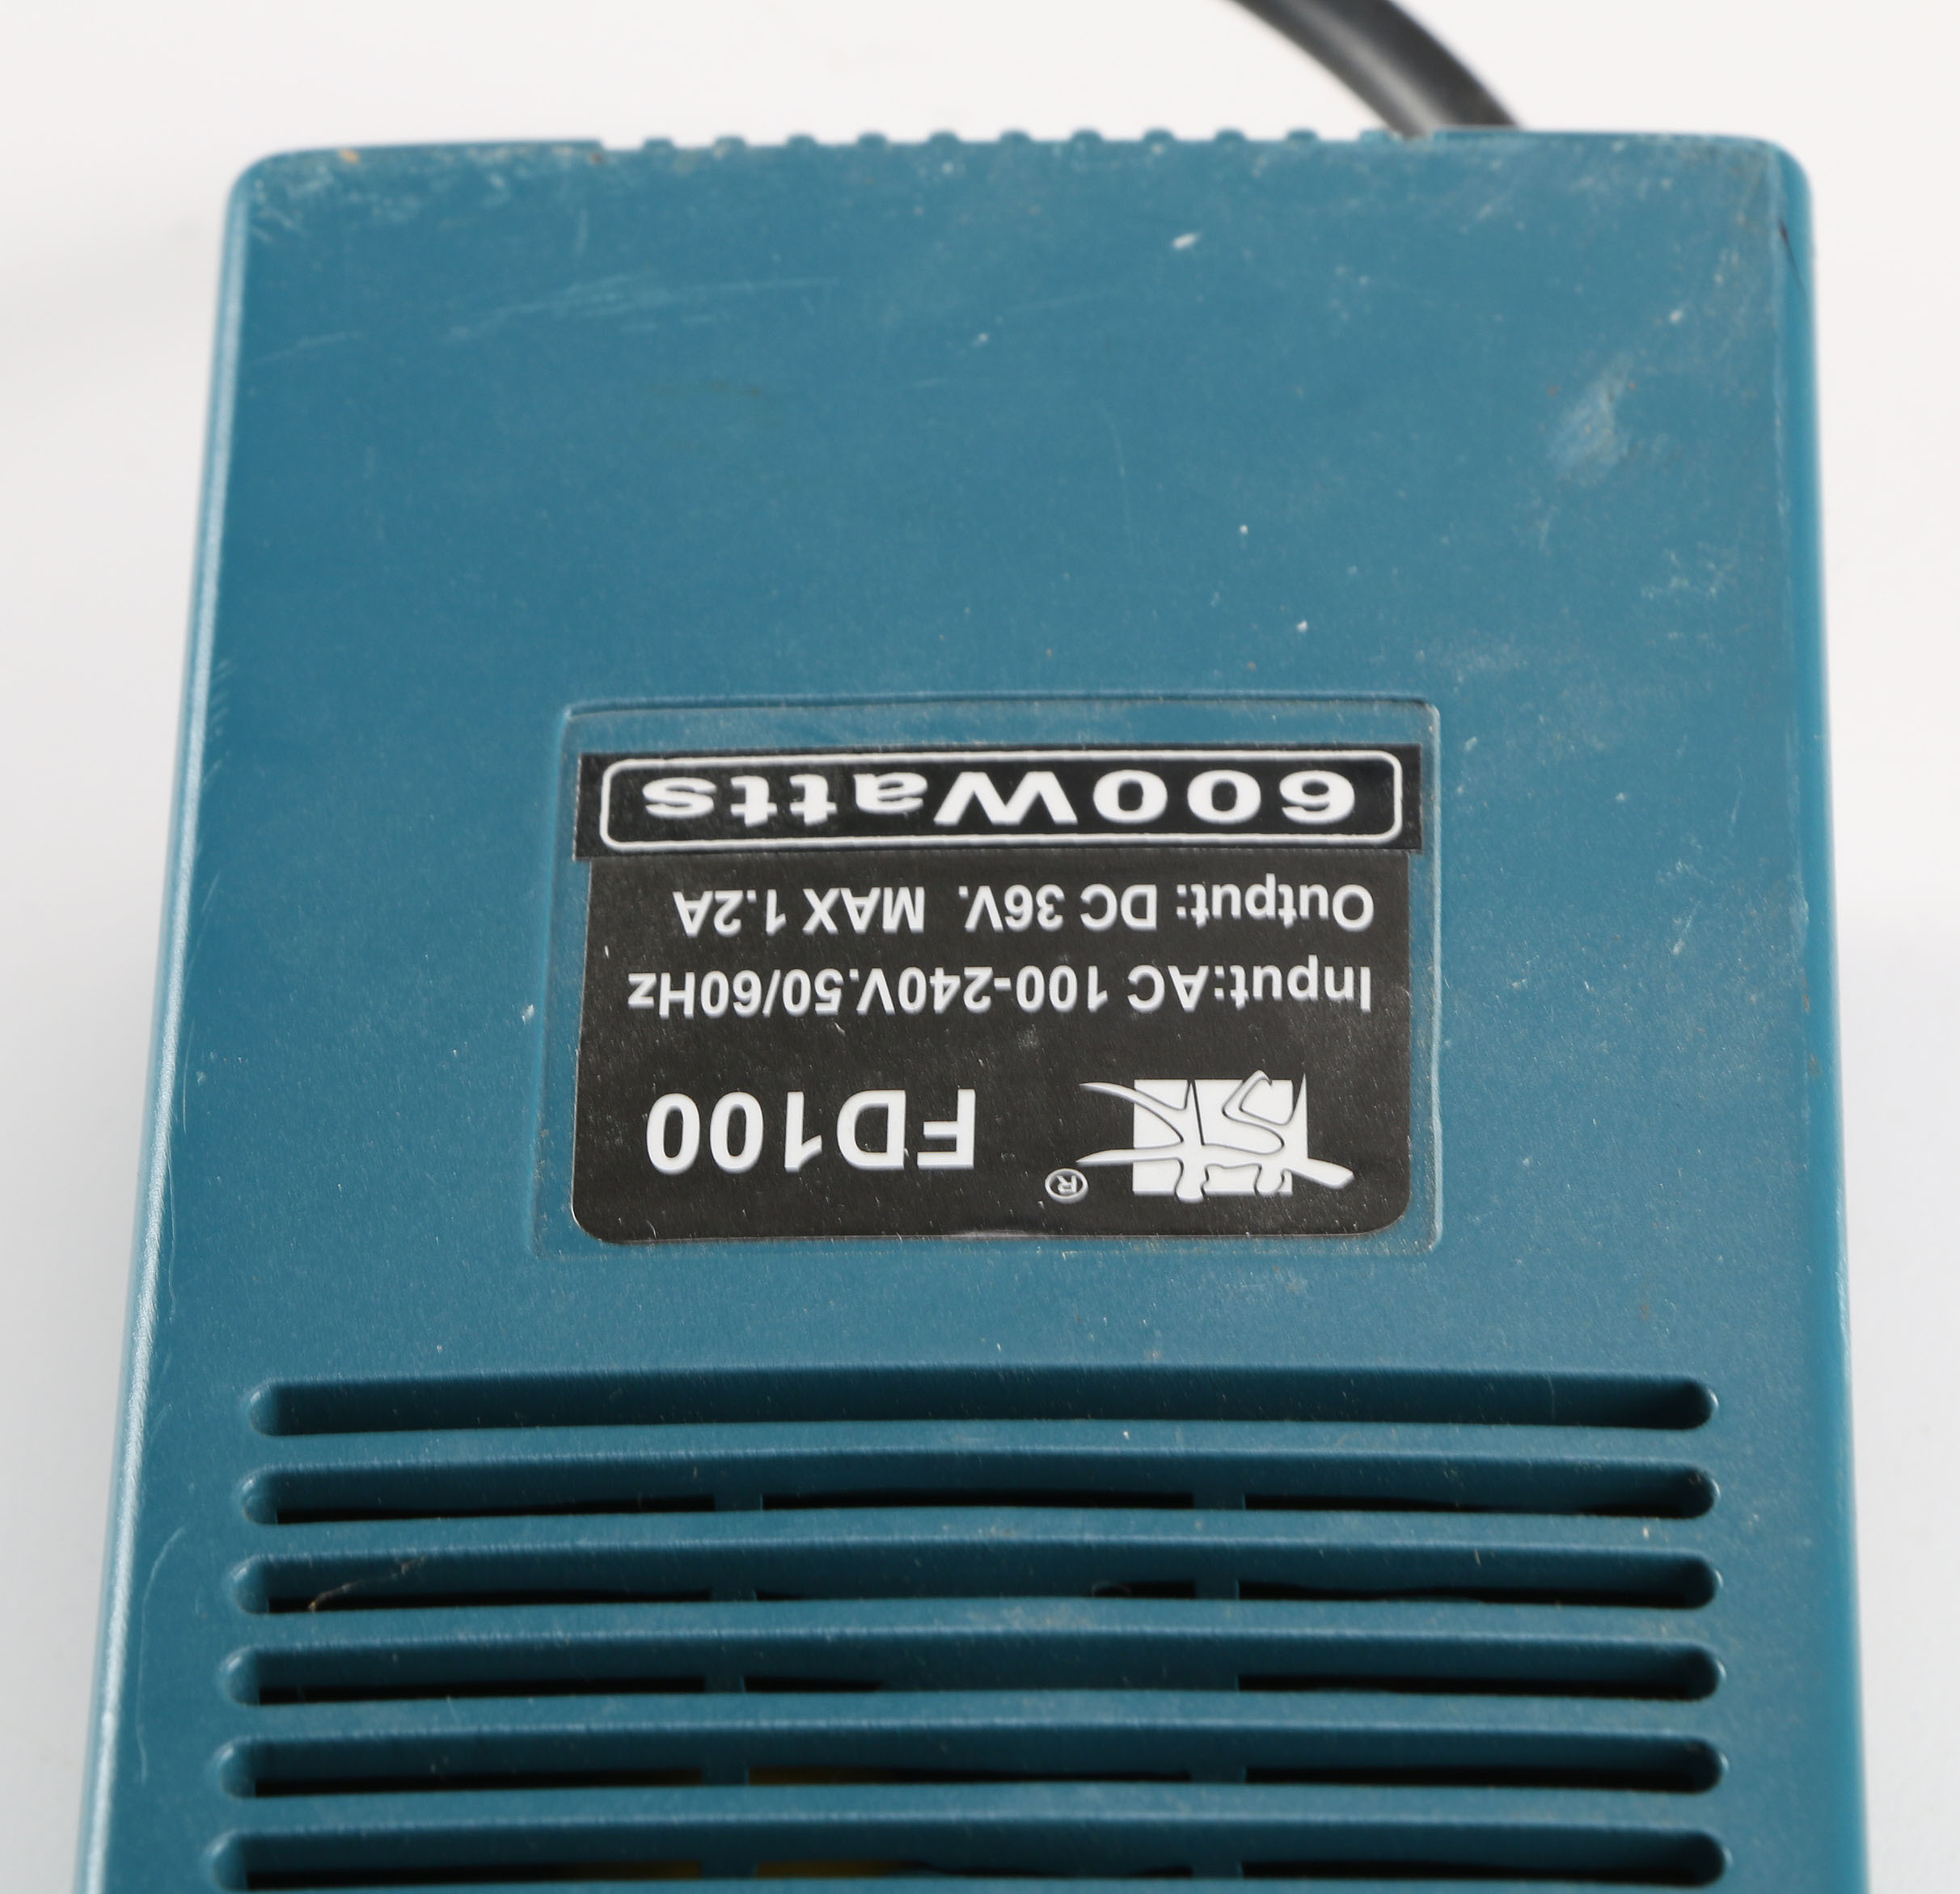 ® FD100
Input:AC 100-240V.50/60Hz
Output: DC 36V. MAX 1.2A
600Watts